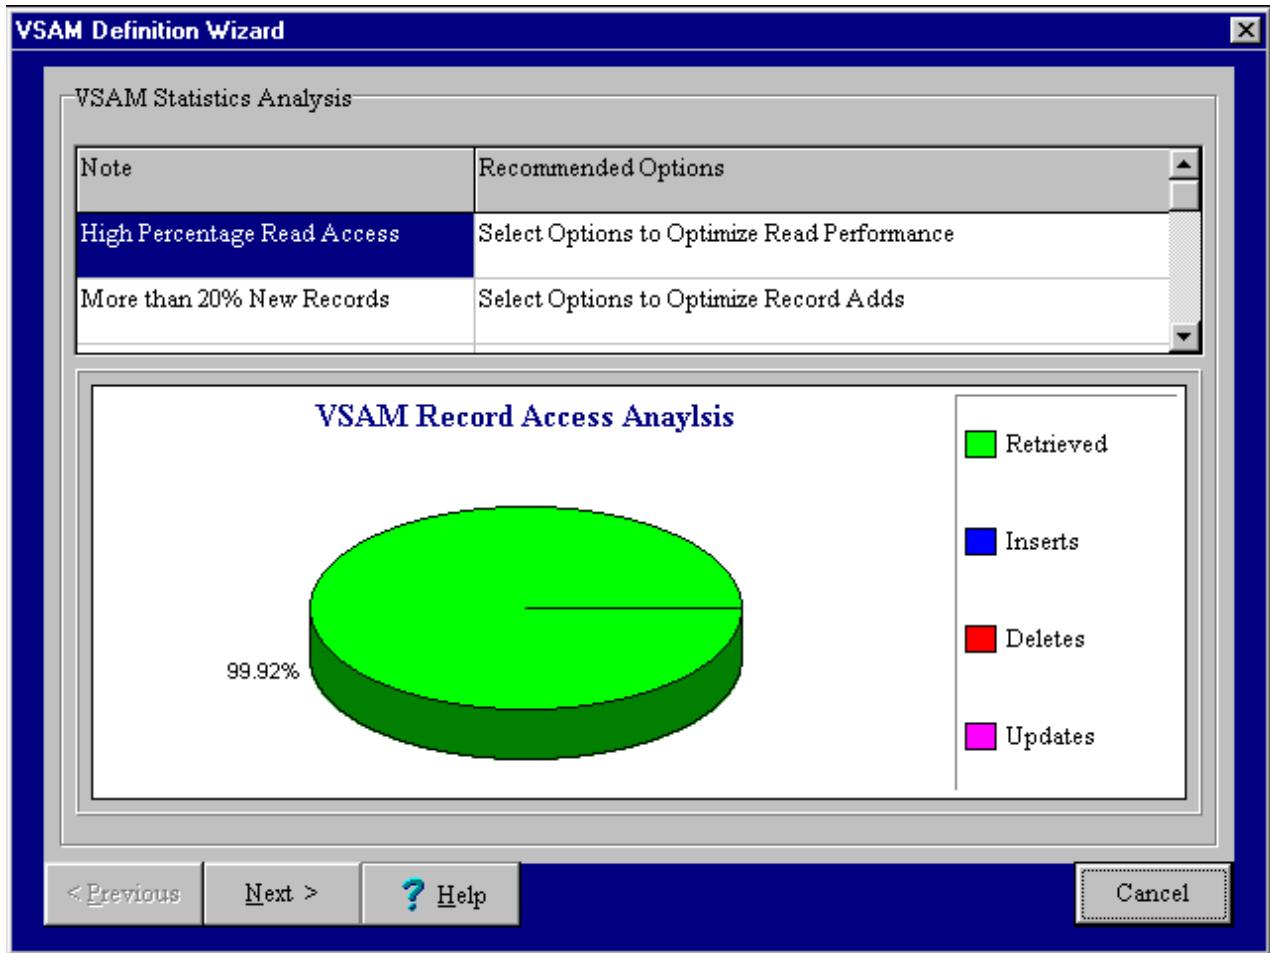 VSAM Definition Wizard
VSAM Statistics Analysis
Note Recommended Options
High Percentage Read Access Select Options to Optimize Read Performance
More than 20% New Records Select Options to Optimize Record Adds
VSAM Record Access Anaylsis
Retrieved
Inserts
Deletes
99.92%
Updates
< Previous Next > ? Help Cancel